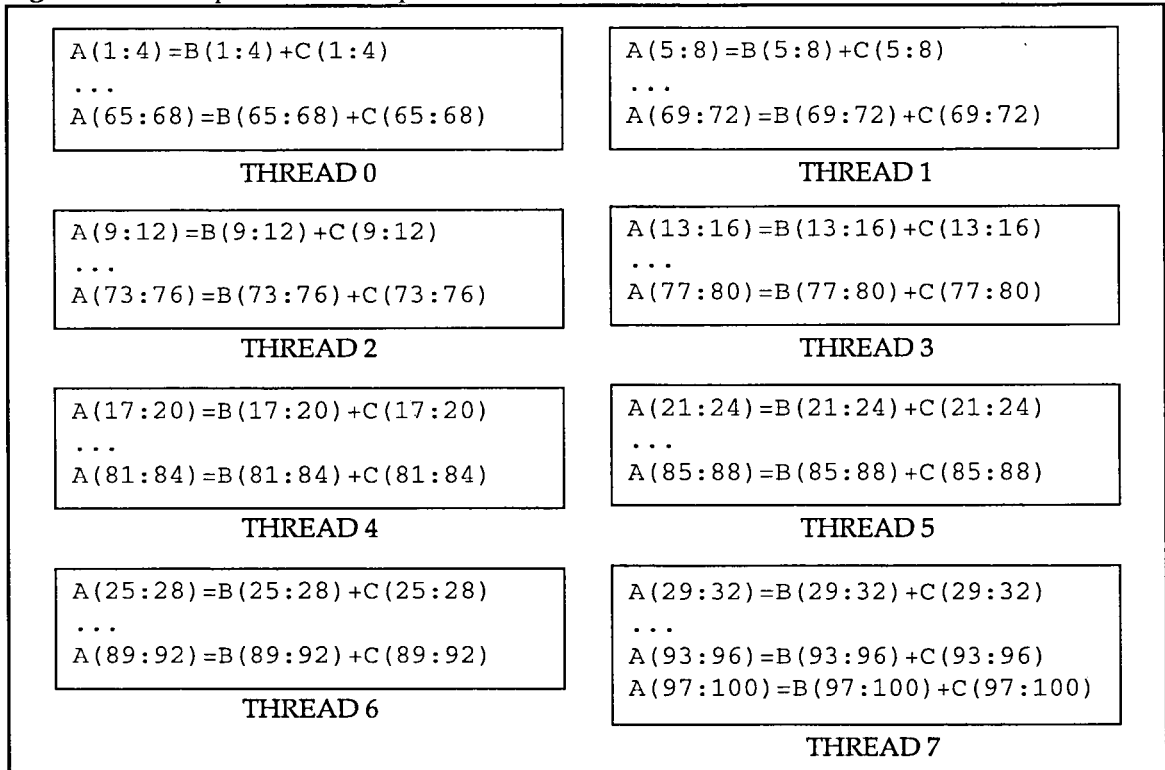 A(1:4)=B(1:4)+C(1:4)
...
A(65:68)=B(65:68)+C(65:68)
THREAD 0
A(5:8)=B(5:8)+C(5:8)
...
A(69:72)=B(69:72)+C(69:72)
THREAD 1
A(9:12)=B(9:12)+C(9:12)
...
A(73:76)=B(73:76)+C(73:76)
THREAD 2
A(13:16)=B(13:16)+C(13:16)
...
A(77:80)=B(77:80)+C(77:80)
THREAD 3
A(17:20)=B(17:20)+C(17:20)
...
A(81:84)=B(81:84)+C(81:84)
THREAD 4
A(21:24)=B(21:24)+C(21:24)
...
A(85:88)=B(85:88)+C(85:88)
THREAD 5
A(25:28)=B(25:28)+C(25:28)
...
A(89:92)=B(89:92)+C(89:92)
THREAD 6
A(29:32)=B(29:32)+C(29:32)
...
A(93:96)=B(93:96)+C(93:96)
A(97:100)=B(97:100)+C(97:100)
THREAD 7